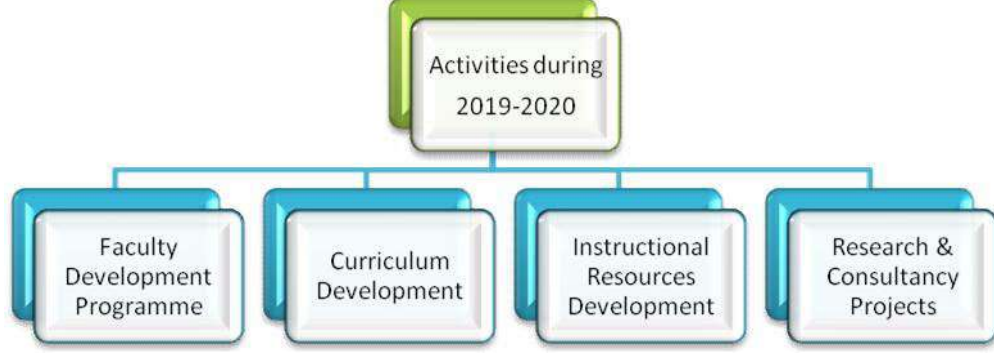 Activities during
2019-2020
Faculty
Development
Programme
Curriculum
Development
Instructional
Resources
Development
Research &
Consultancy
Projects